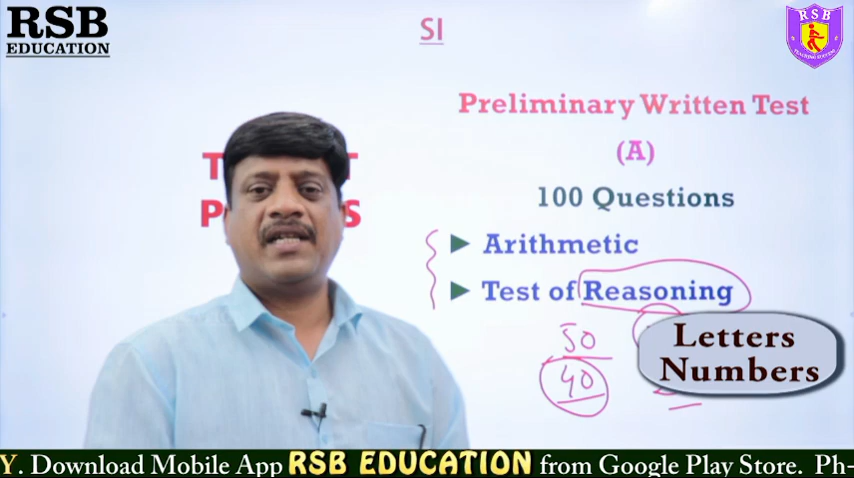 RSB
EDUCATION
SI
RSB
Preliminary Written Test
(A)
100 Questions
Arithmetic
Test of Reasoning
50
40
Letters
Numbers
Y. Download Mobile App RSB EDUCATION from Google Play Store. Ph-